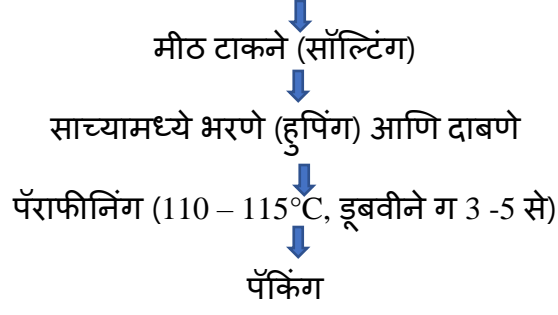 मीठ टाकने (सॉल्टिंग)
साच्यामध्ये भरणे (हुपिंग) आणि दाबणे
पॅराफीनिंग (110 – 115°C, डूबवीने ग 3 -5 से)
पॅकिंग